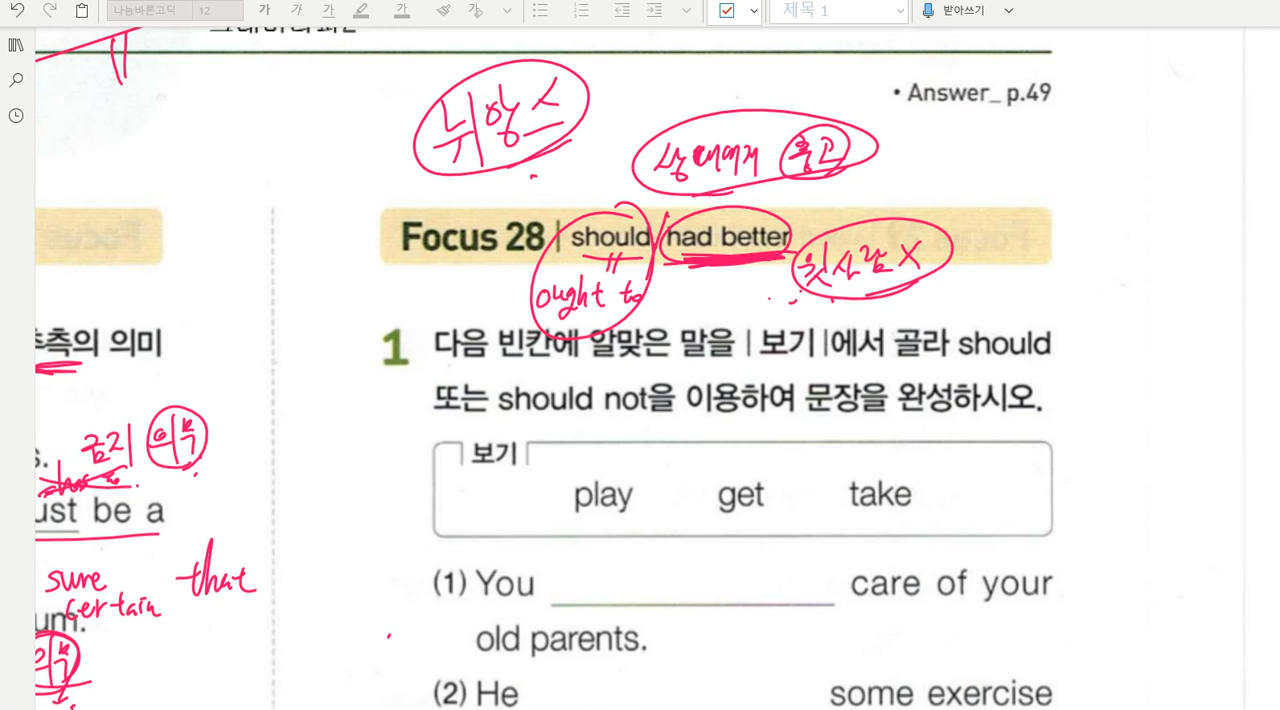 나눔바른고딕 12 가 가 가 가 가 제목 1 받아쓰기
• Answer_ p.49
뉘앙스
상대에게 충고
Focus 28 | should / had better
ought to
윗사람 X
추측의 의미
1 다음 빈칸에 알맞은 말을 | 보기 |에서 골라 should
또는 should not을 이용하여 문장을 완성하시오.
금지 의무
s.
보기
play get take
ust be a
sure that
certain
um.
의무
(1) You ____ care of your
old parents.
(2) He some exercise